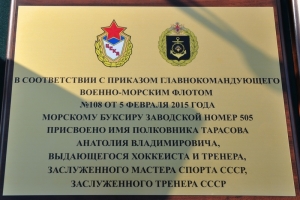 В СООТВЕТСТВИИ С ПРИКАЗОМ ГЛАВНОКОМАНДУЮЩЕГО
ВОЕННО-МОРСКИМ ФЛОТОМ
№108 ОТ 5 ФЕВРАЛЯ 2015 ГОДА
МОРСКОМУ БУКСИРУ ЗАВОДСКОЙ НОМЕР 505
ПРИСВОЕНО ИМЯ ПОЛКОВНИКА ТАРАСОВА
АНАТОЛИЯ ВЛАДИМИРОВИЧА,
ВЫДАЮЩЕГОСЯ ХОККЕИСТА И ТРЕНЕРА,
ЗАСЛУЖЕННОГО МАСТЕРА СПОРТА СССР,
ЗАСЛУЖЕННОГО ТРЕНЕРА СССР